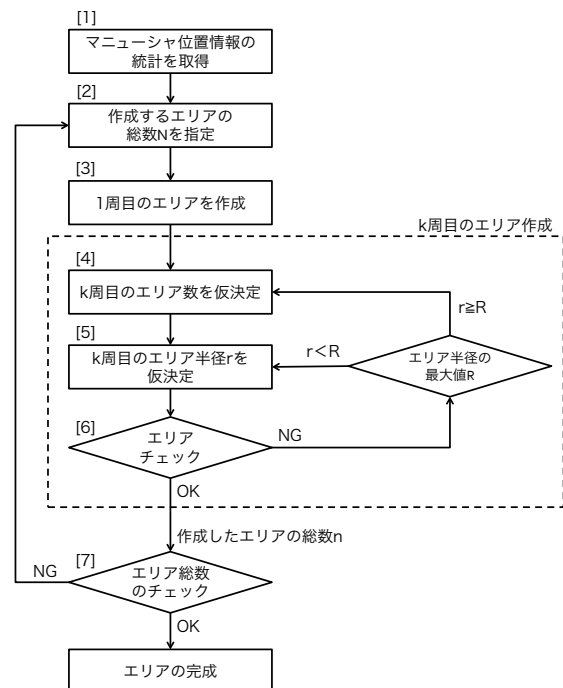 [1]
マニューシャ位置情報の
統計を取得
[2]
作成するエリアの
総数Nを指定
[3]
1周目のエリアを作成
k周目のエリア作成
[4]
k周目のエリア数を仮決定
r≧R
[5]
k周目のエリア半径rを
仮決定
r＜R
エリア半径の
最大値R
[6]
エリア
チェック
NG
OK
作成したエリアの総数n
[7]
エリア総数
のチェック
NG
OK
エリアの完成